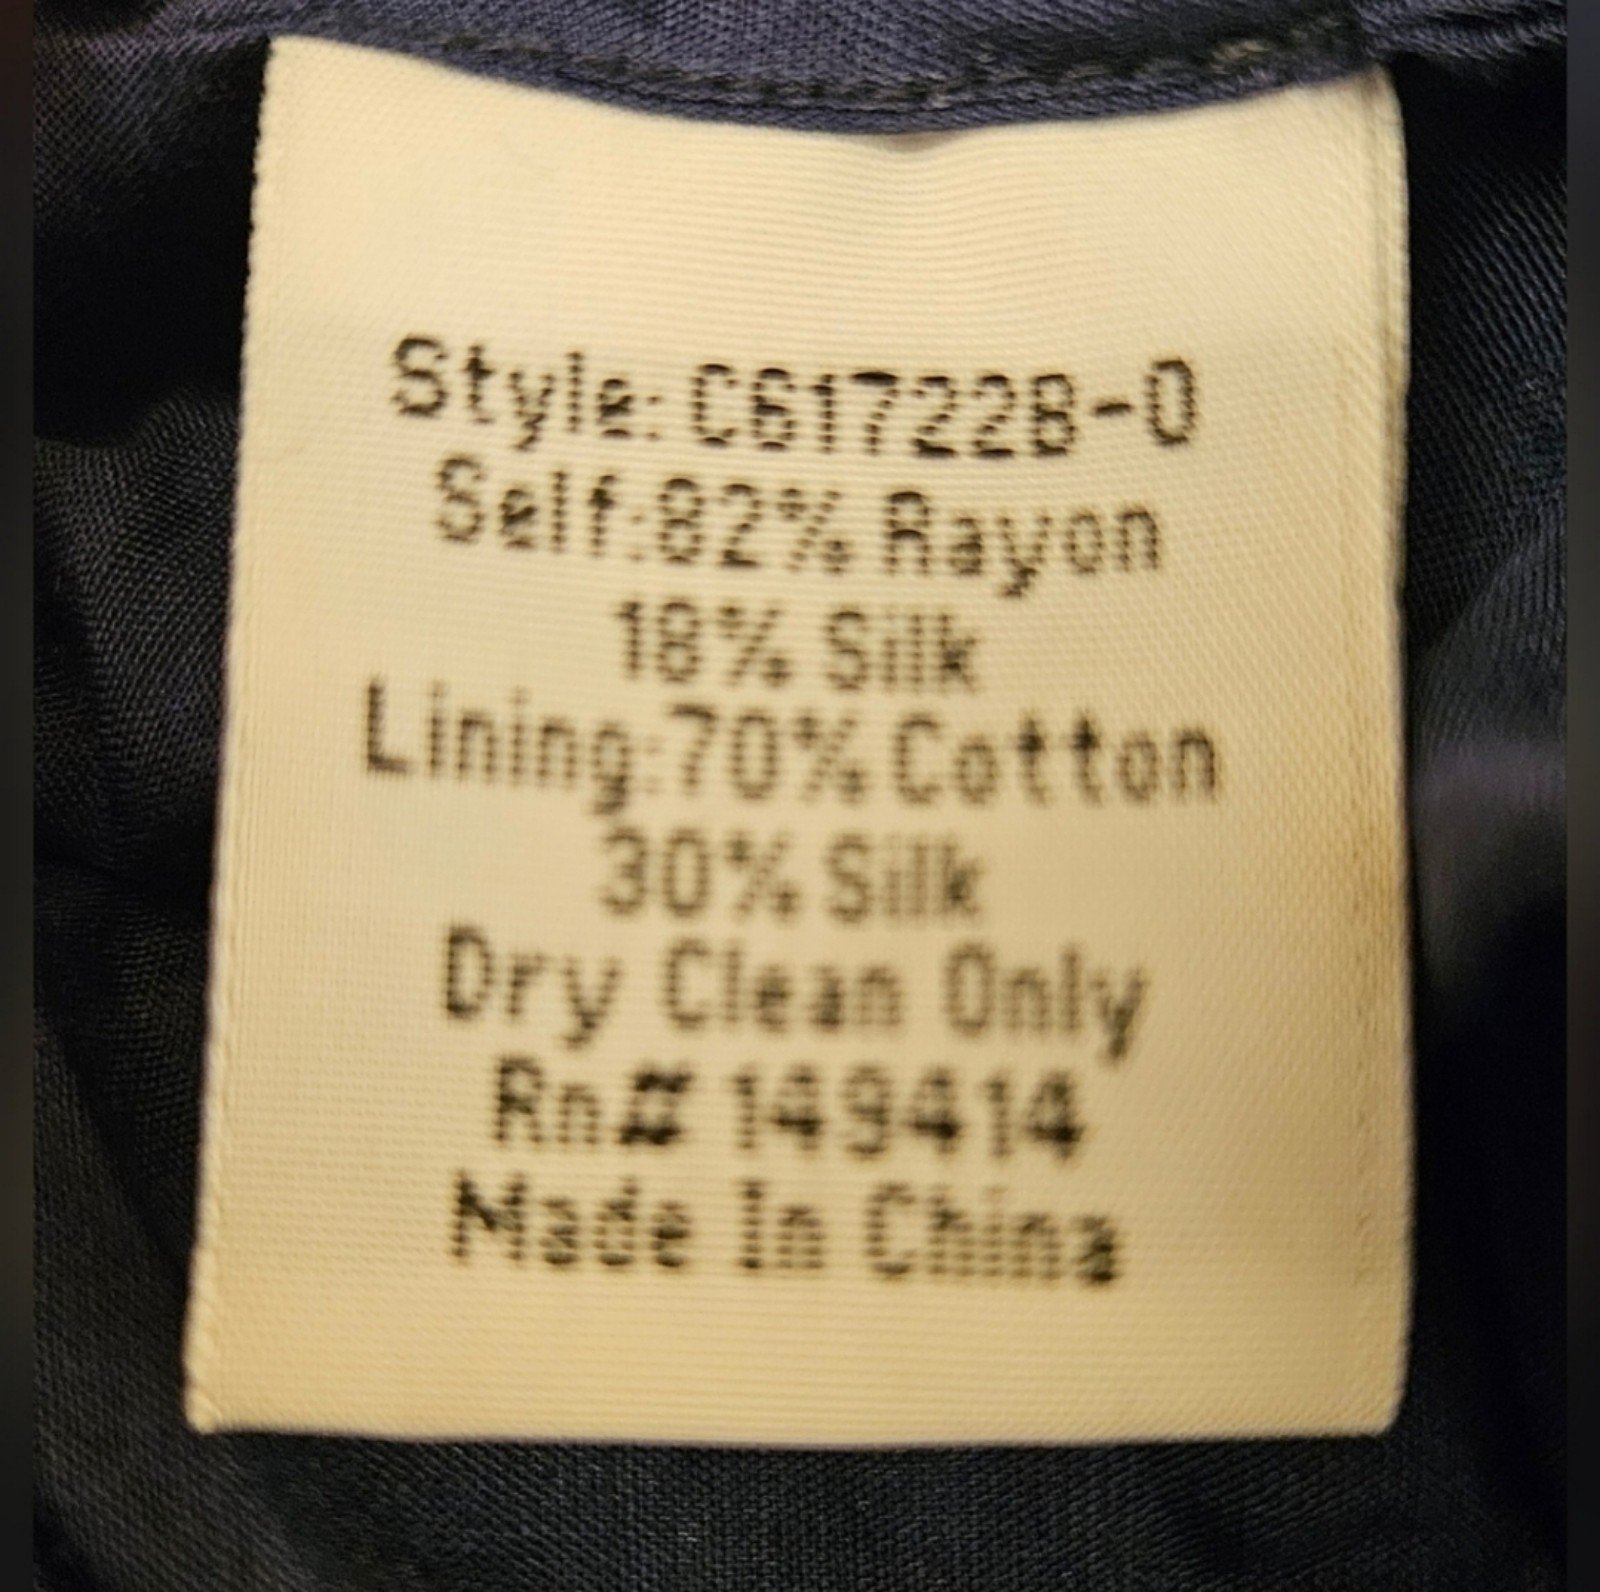 Style: C61722B-0
Self:82% Rayon
18% Silk
Lining:70% Cotton
30% Silk
Dry Clean Only
Rn# 149414
Made In China